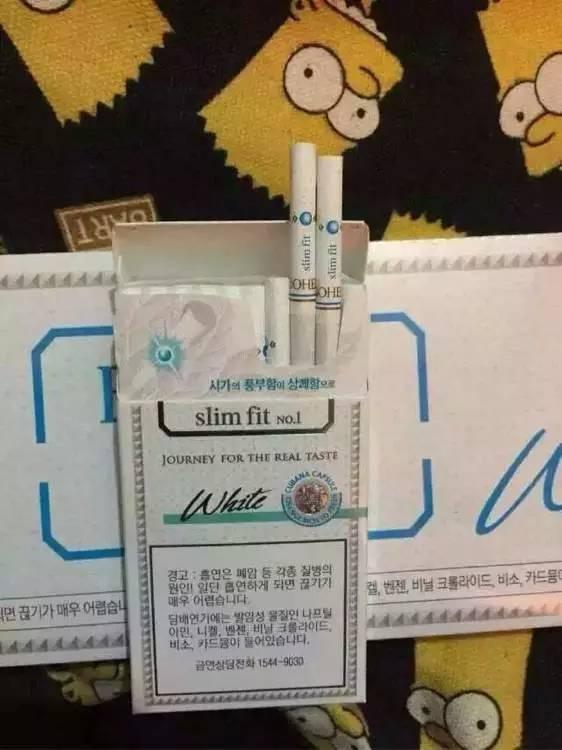 BART
slim fit
slim fit
OHE
시가의 풍부함이 상쾌함으로
slim fit NO.1
JOURNEY FOR THE REAL TASTE
White
CUBANA CAPSULE
경고 : 흡연은 폐암 등 각종 질병의
원인! 일단 흡연하게 되면 끊기가
매우 어렵습니다.
담배연기에는 발암성 물질인 나프틸
아민, 니켈, 벤젠, 비닐 크롤라이드,
비소, 카드뮴이 들어있습니다.
금연상담전화 1544-9030
면 끊기가 매우 어렵습니
켈, 벤젠, 비닐 크롤라이드, 비소, 카드뮴이